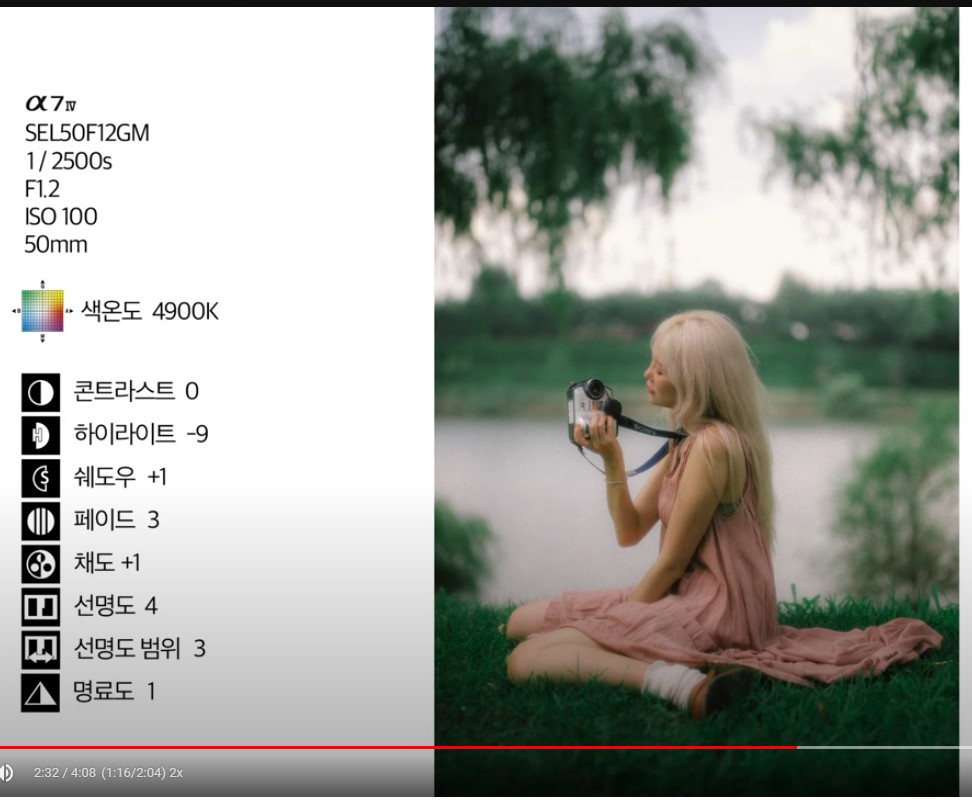 α7IV
SEL50F12GM
1/2500s
F1.2
ISO 100
50mm
색온도 4900K
콘트라스트 0
하이라이트 -9
쉐도우 +1
페이드 3
채도 +1
선명도 4
선명도 범위 3
명료도 1
2:32 / 4:08 (1:16/2:04) 2x